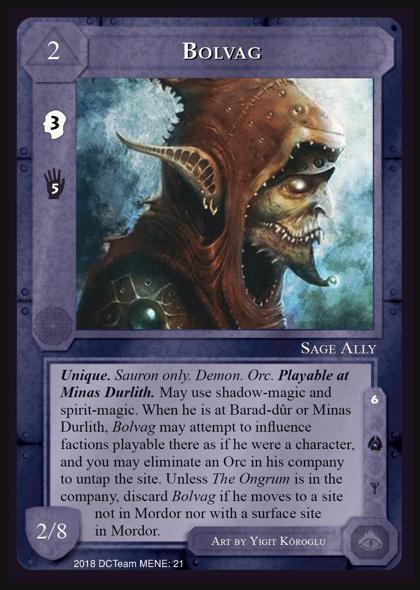 2
BOLVAG
3
5
SAGE ALLY
Unique. Sauron only. Demon. Orc. Playable at
Minas Durlith. May use shadow-magic and
spirit-magic. When he is at Barad-dûr or Minas
Durlith, Bolvag may attempt to influence
factions playable there as if he were a character,
and you may eliminate an Orc in his company
to untap the site. Unless The Ongrum is in the
company, discard Bolvag if he moves to a site
not in Mordor nor with a surface site
in Mordor.
6
2/8
ART BY YIGIT KÖROGLU
2018 DCTeam MENE: 21